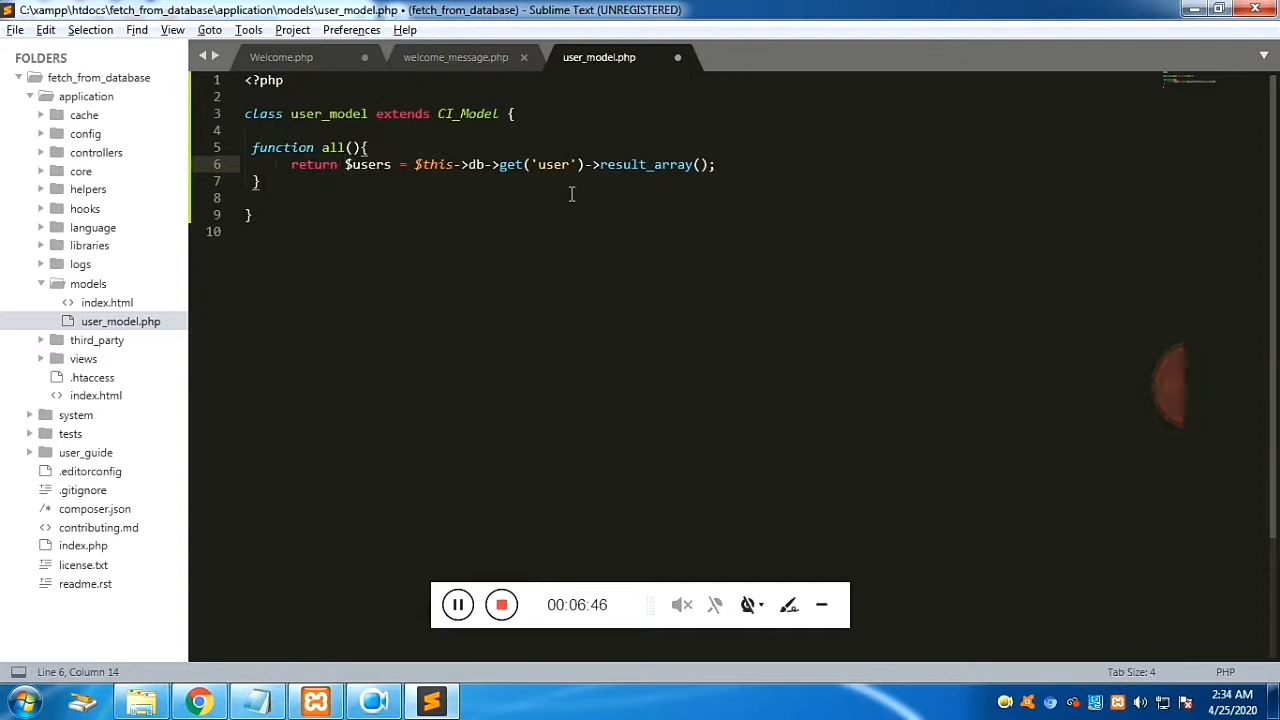 C:\xampp\htdocs\fetch_from_database\application\models\user_model.php • (fetch_from_database) - Sublime Text (UNREGISTERED)
File Edit Selection Find View Goto Tools Project Preferences Help
FOLDERS
fetch_from_database
application
cache
config
controllers
core
helpers
hooks
language
libraries
logs
models
index.html
user_model.php
third_party
views
.htaccess
index.html
system
tests
user_guide
.editorconfig
.gitignore
composer.json
contributing.md
index.php
license.txt
readme.rst
Welcome.php welcome_message.php user_model.php
1 <?php
2
3 class user_model extends CI_Model {
4
5 function all(){
6 return $users = $this->db->get('user')->result_array();
7 }
8
9 }
10
00:06:46
Line 6, Column 14 Tab Size: 4 PHP
2:34 AM
4/25/2020